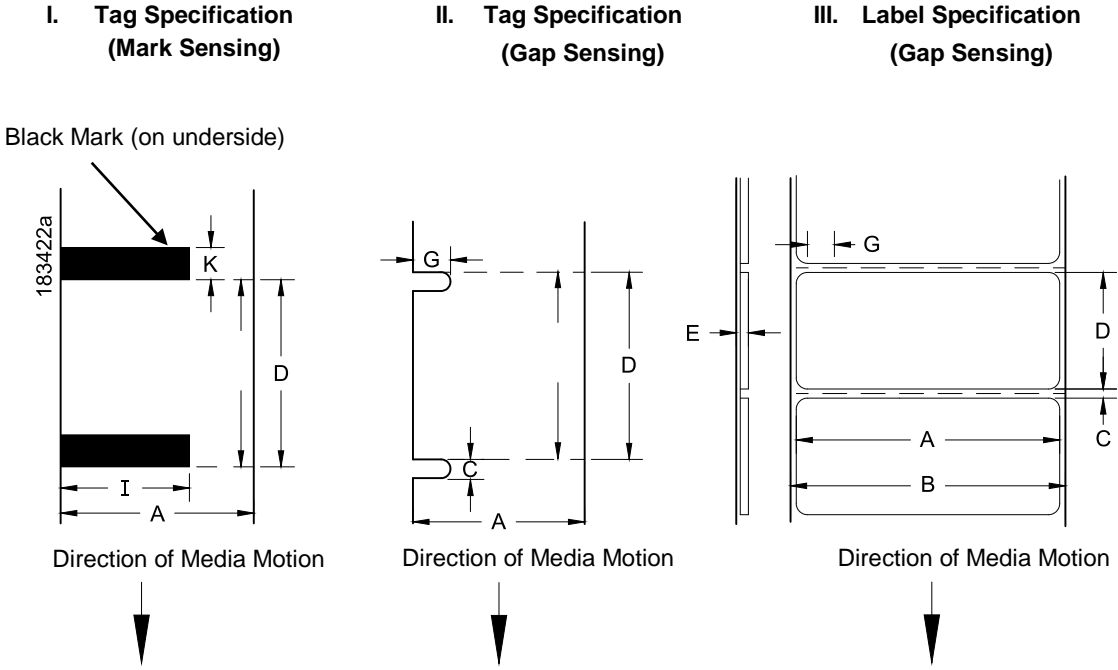 I. Tag Specification
(Mark Sensing)
II. Tag Specification
(Gap Sensing)
III. Label Specification
(Gap Sensing)
Black Mark (on underside)
183422a
K
D
I
A
Direction of Media Motion
G
D
C
A
Direction of Media Motion
G
E
D
C
A
B
Direction of Media Motion